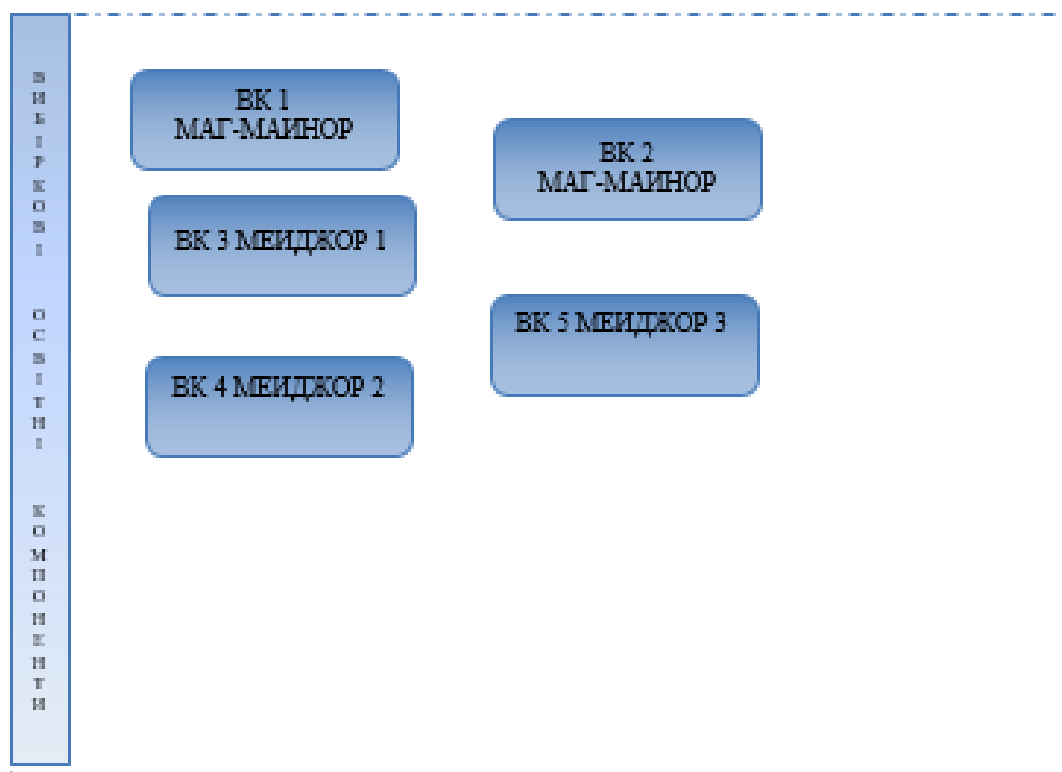 ВИБІРКОВІ ОСВІТНІ КОМПОНЕНТИ
ВК 1
МАГ-МАЙНОР
ВК 2
МАГ-МАЙНОР
ВК 3 МЕЙДЖОР 1
ВК 5 МЕЙДЖОР 3
ВК 4 МЕЙДЖОР 2